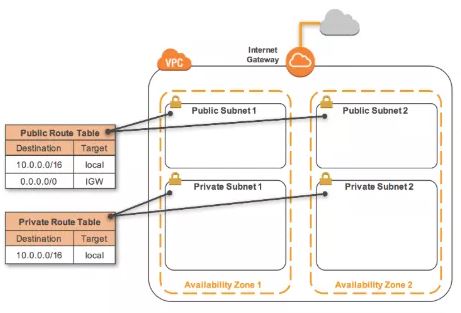 Internet
Gateway
VPC
Public Subnet 1
Public Subnet 2
Public Route Table
Destination Target
10.0.0.0/16 local
0.0.0.0/0 IGW
Private Subnet 1
Private Subnet 2
Private Route Table
Destination Target
10.0.0.0/16 local
Availability Zone 1
Availability Zone 2